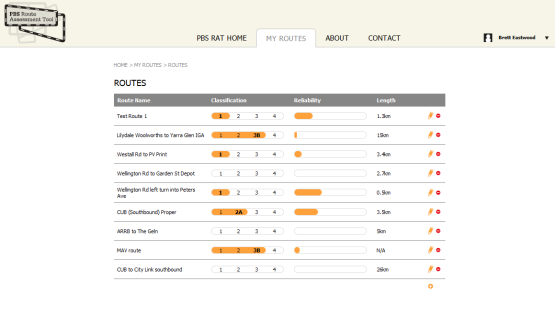 PBS Route
Assessment Tool
PBS RAT HOME MY ROUTES ABOUT CONTACT Brett Eastwood
HOME > MY ROUTES > ROUTES
ROUTES
Route Name Classification Reliability Length
Test Route 1 1 2 3 4 1.3km
Lilydale Woolworths to Yarra Glen IGA 1 2 3B 4 15km
Westall Rd to PV Print 1 2 3 4 3.4km
Wellington Rd to Garden St Depot 1 2 3 4 2.7km
Wellington Rd left turn into Peters
Ave 1 2 3 4 0.5km
CUB (Southbound) Proper 1 2A 3 4 3.5km
ARRB to The Geln 1 2 3 4 5km
MAV route 1 2 3B 4 N/A
CUB to City Link southbound 1 2 3 4 26km